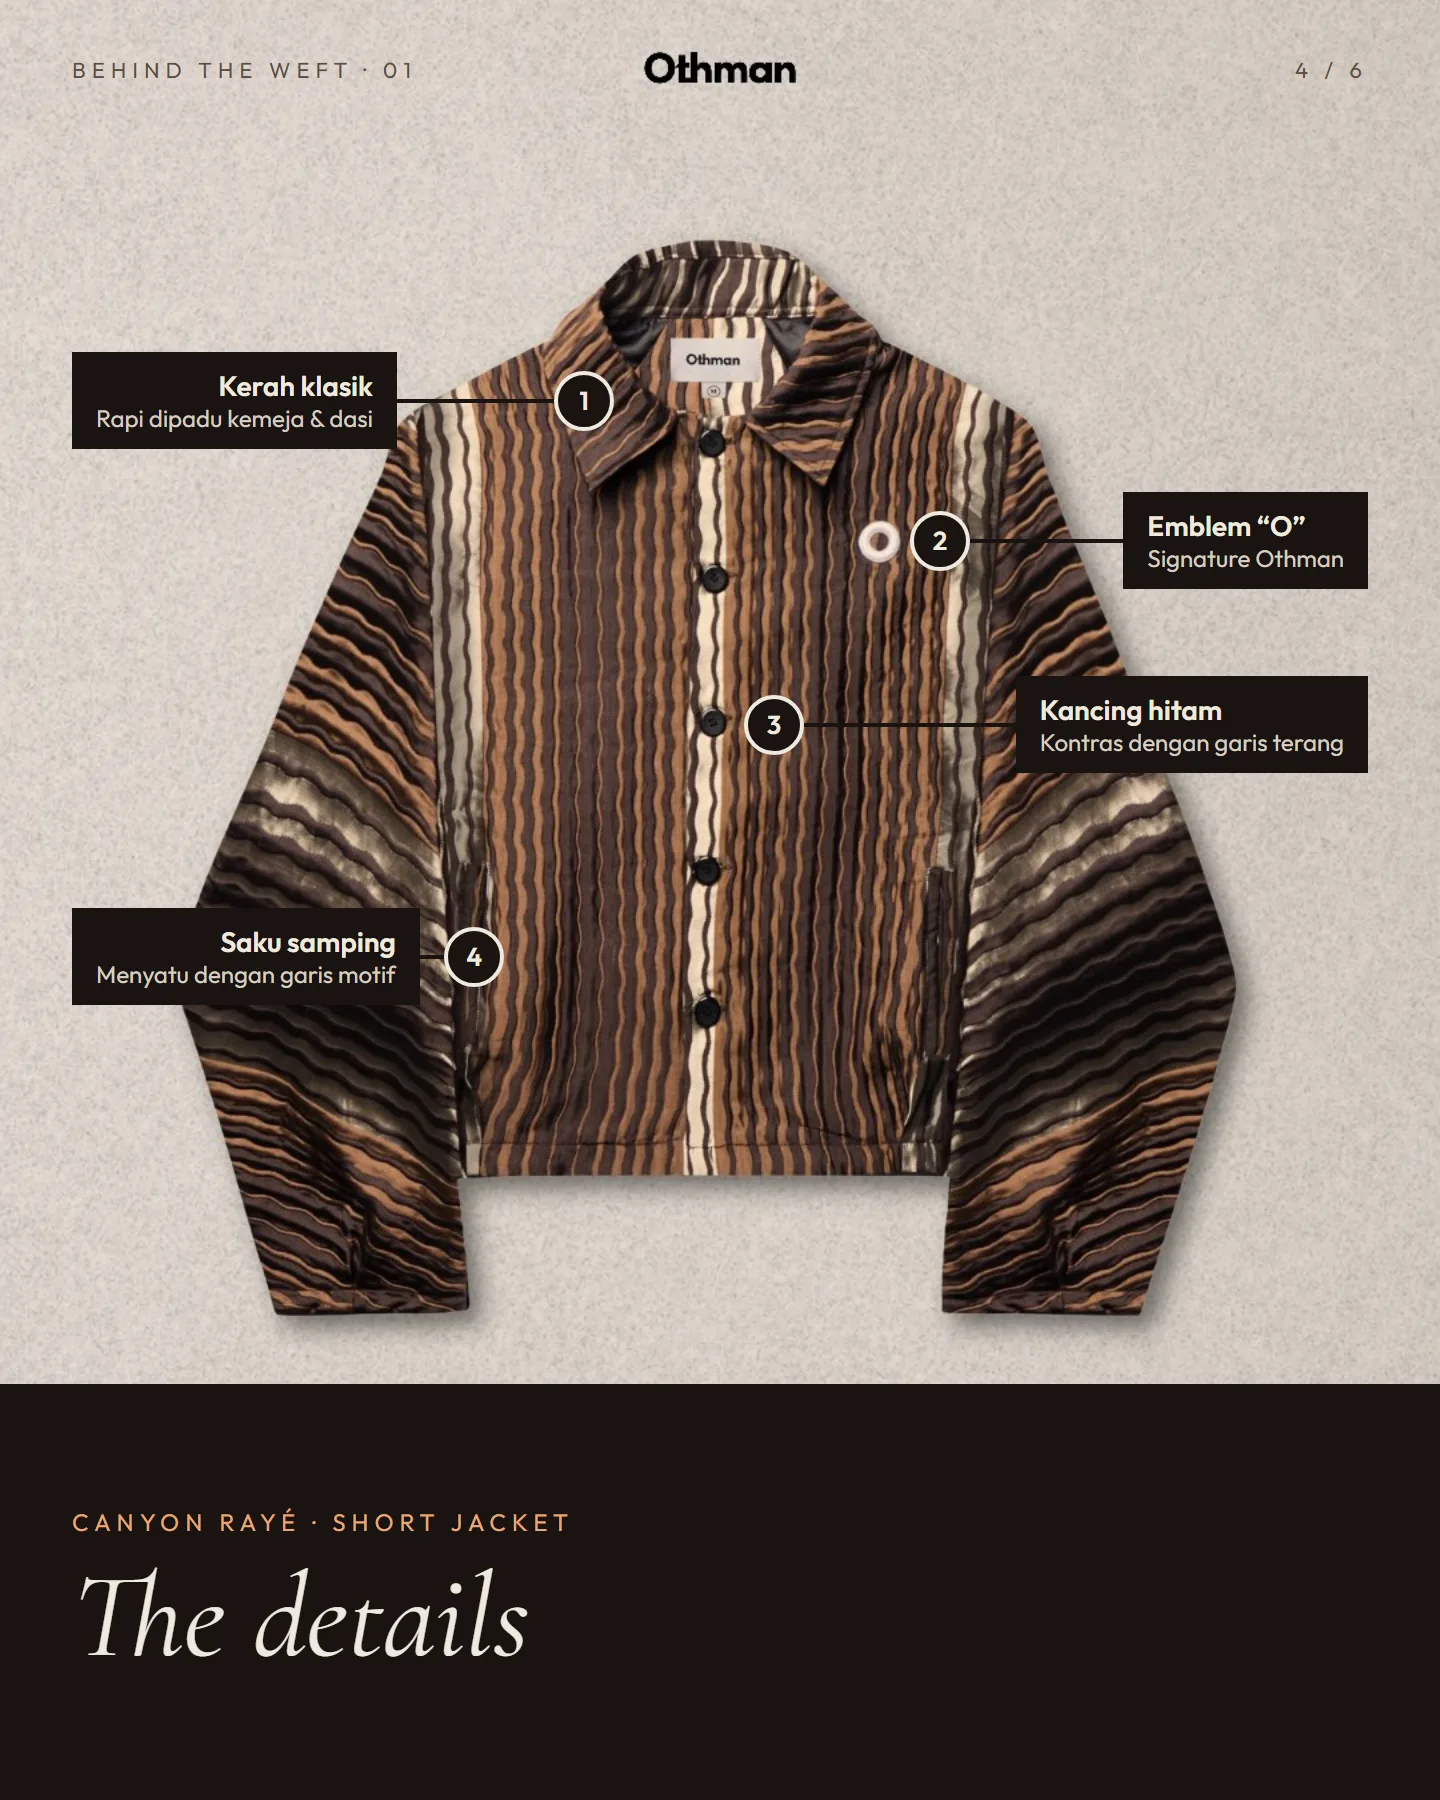 BEHIND THE WEFT · 01
Othman
4 / 6
Othman
M
Kerah klasik
Rapi dipadu kemeja & dasi
1
2
Emblem “O”
Signature Othman
3
Kancing hitam
Kontras dengan garis terang
Saku samping
Menyatu dengan garis motif
4
CANYON RAYÉ · SHORT JACKET
The details